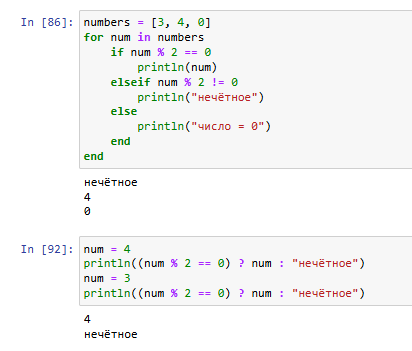 In [86]: numbers = [3, 4, 0]
for num in numbers
    if num % 2 == 0
        println(num)
    elseif num % 2 != 0
        println("нечётное")
    else
        println("число = 0")
    end
end
нечётное
4
0
In [92]: num = 4
println((num % 2 == 0) ? num : "нечётное")
num = 3
println((num % 2 == 0) ? num : "нечётное")
4
нечётное